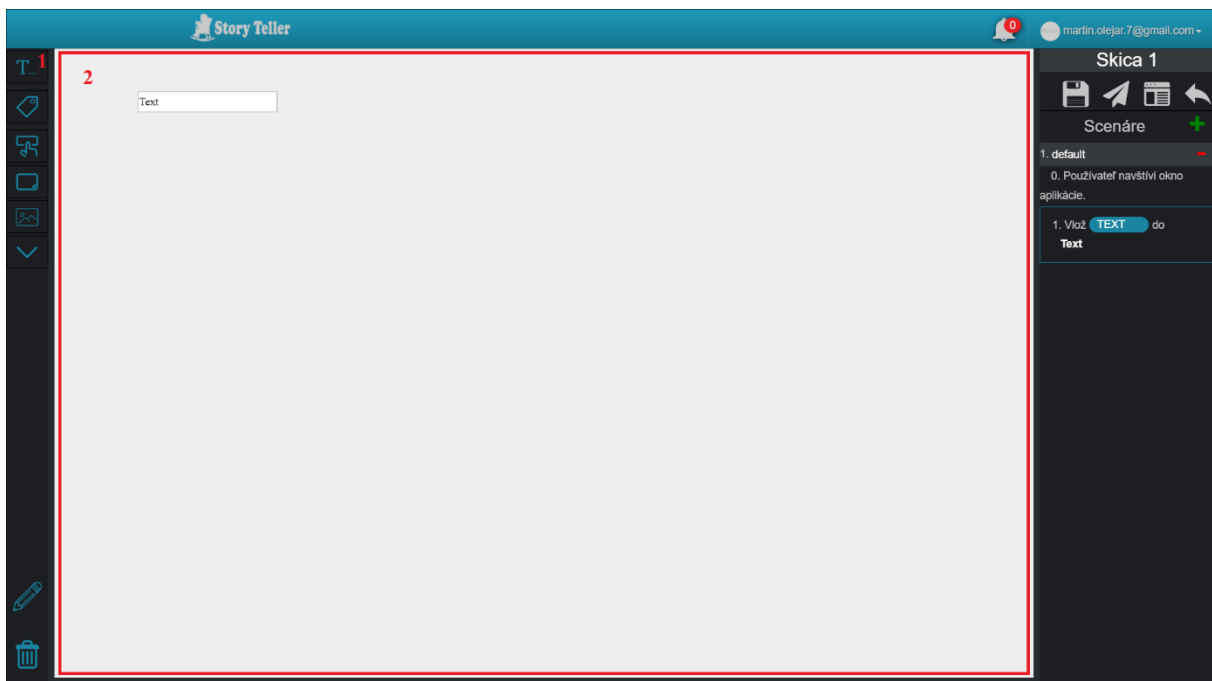 Story Teller
0
martin.olejar.7@gmail.com
T_ 1
2
Text
Skica 1
Scenáre
1. default
0. Používateľ navštívi okno
aplikácie.
1. Vlož TEXT do
Text